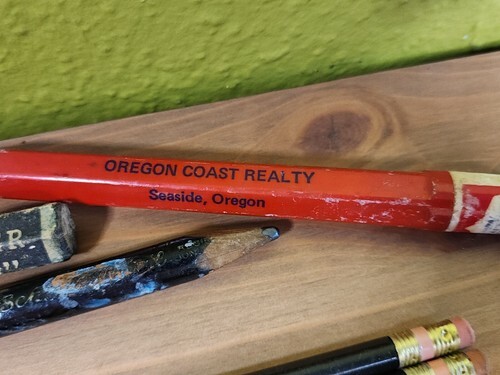 OREGON COAST REALTY
Seaside, Oregon
R.